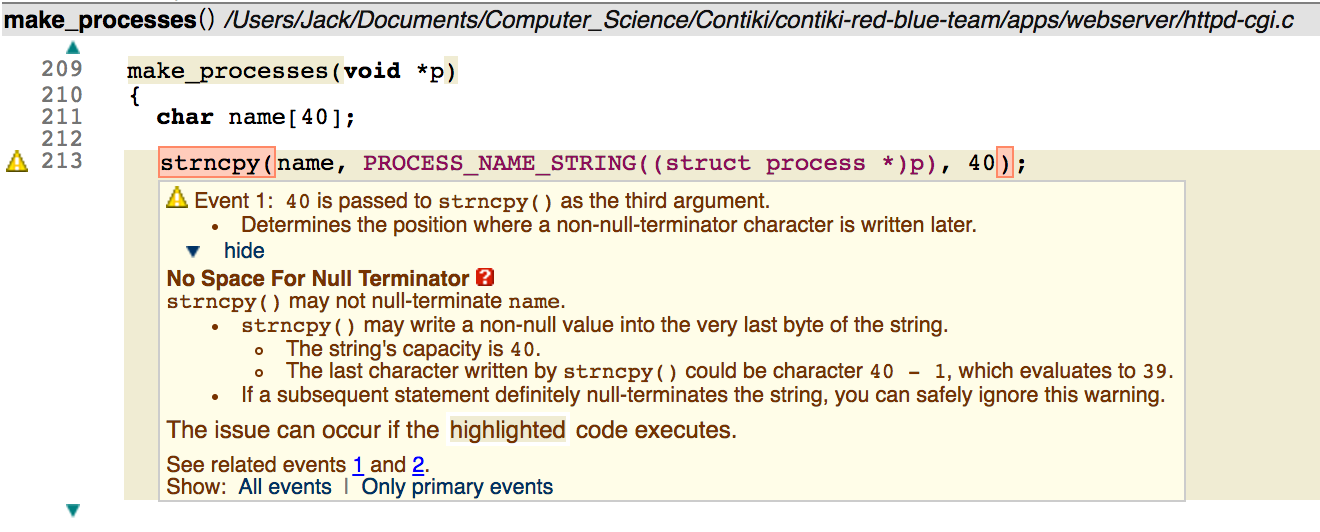 make_processes() /Users/Jack/Documents/Computer_Science/Contiki/contiki-red-blue-team/apps/webserver/httpd-cgi.c
209 make_processes(void *p)
210 {
211 char name[40];
212
213 strncpy(name, PROCESS_NAME_STRING((struct process *)p), 40);
Event 1: 40 is passed to strncpy() as the third argument.
• Determines the position where a non-null-terminator character is written later.
▼ hide
No Space For Null Terminator ?
strncpy() may not null-terminate name.
• strncpy() may write a non-null value into the very last byte of the string.
○ The string's capacity is 40.
○ The last character written by strncpy() could be character 40 - 1, which evaluates to 39.
• If a subsequent statement definitely null-terminates the string, you can safely ignore this warning.
The issue can occur if the highlighted code executes.
See related events 1 and 2.
Show: All events | Only primary events